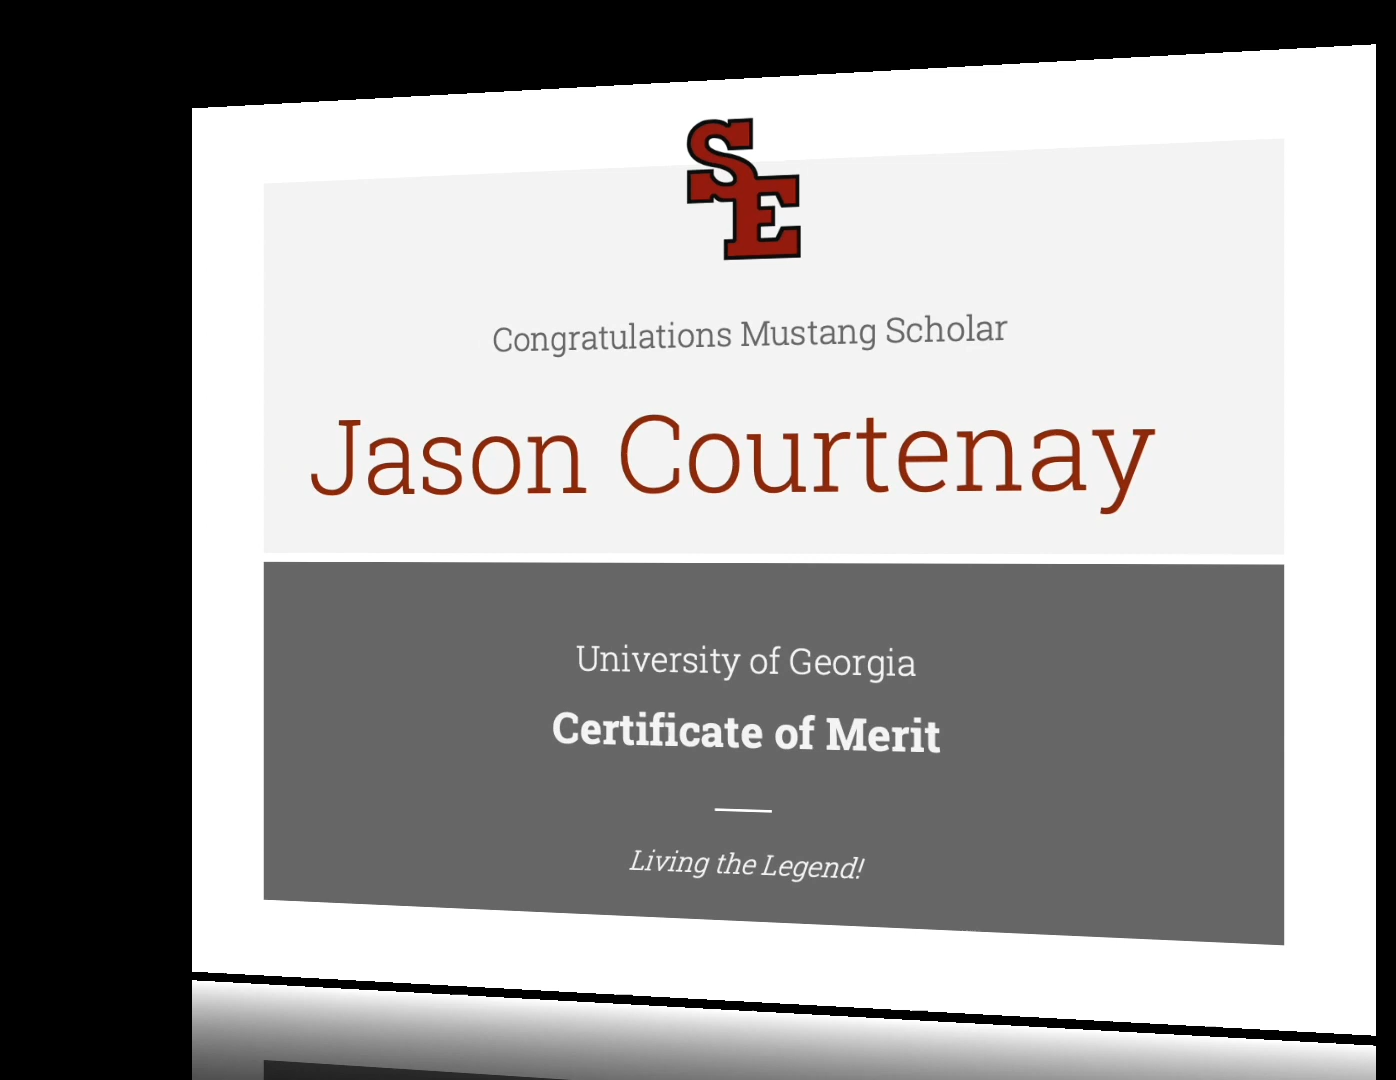 SE
Congratulations Mustang Scholar
Jason Courtenay
University of Georgia
Certificate of Merit
Living the Legend!